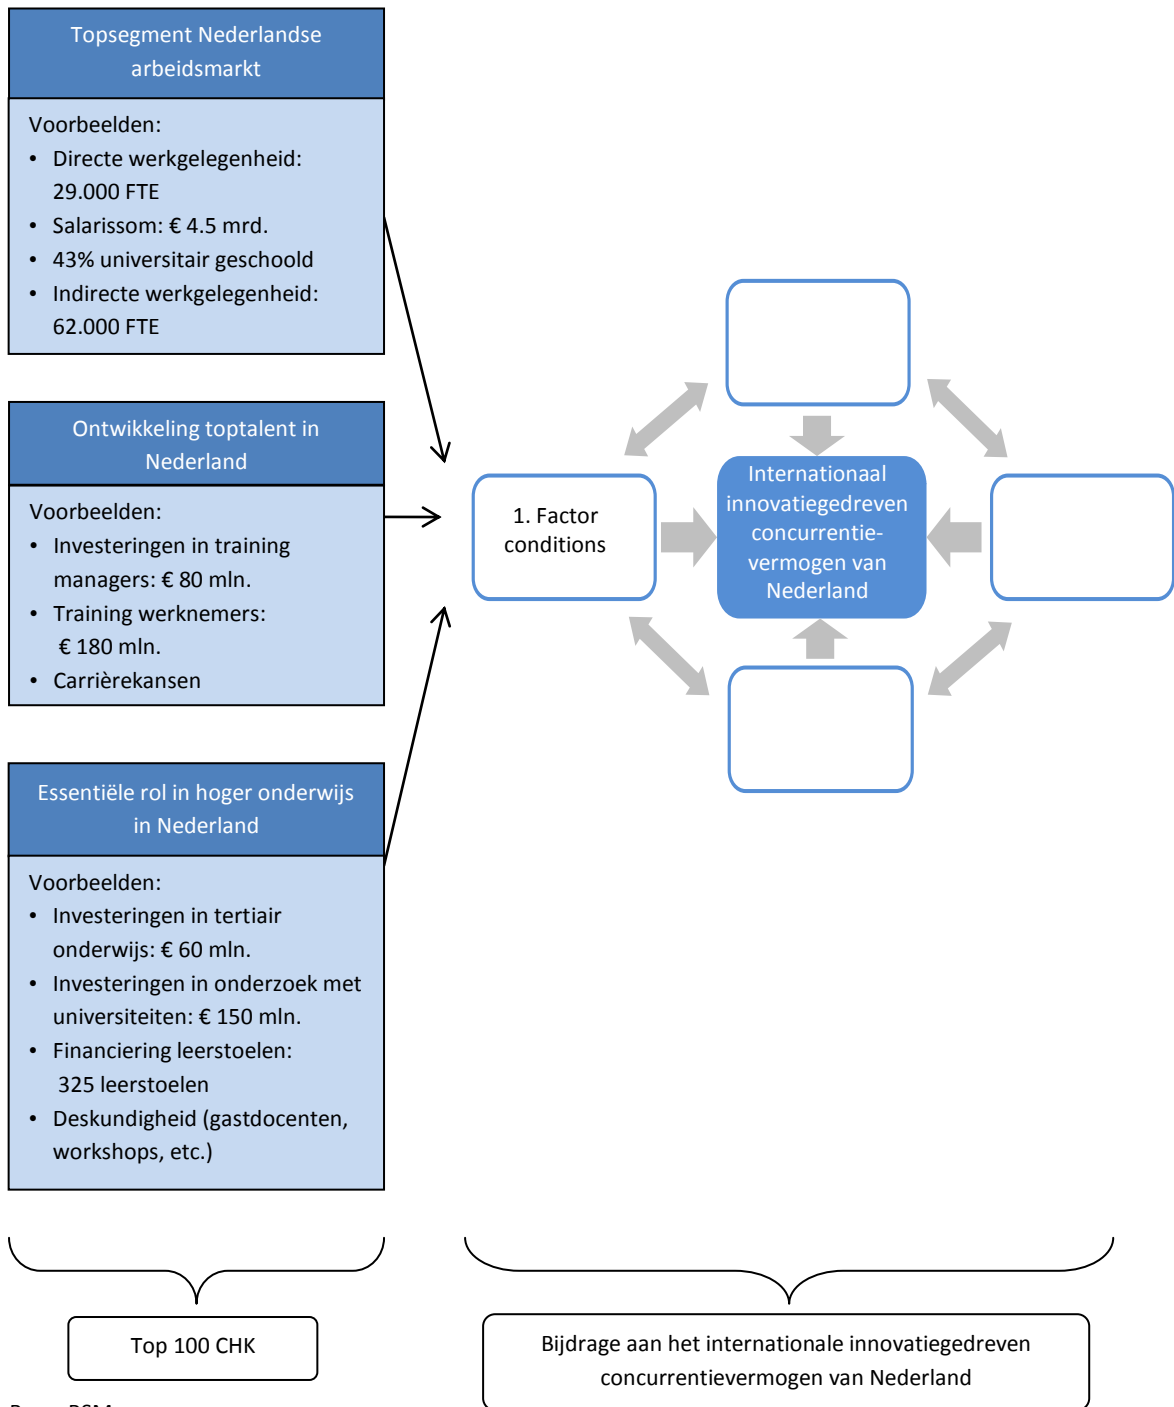 Topsegment Nederlandse
arbeidsmarkt
Voorbeelden:
• Directe werkgelegenheid:
29.000 FTE
• Salarissom: € 4.5 mrd.
• 43% universitair geschoold
• Indirecte werkgelegenheid:
62.000 FTE
Ontwikkeling toptalent in
Nederland
Voorbeelden:
• Investeringen in training
managers: € 80 mln.
• Training werknemers:
€ 180 mln.
• Carrièrekansen
Essentiële rol in hoger onderwijs
in Nederland
Voorbeelden:
• Investeringen in tertiair
onderwijs: € 60 mln.
• Investeringen in onderzoek met
universiteiten: € 150 mln.
• Financiering leerstoelen:
325 leerstoelen
• Deskundigheid (gastdocenten,
workshops, etc.)
1. Factor
conditions
Internationaal
innovatiegedreven
concurrentie-
vermogen van
Nederland
Top 100 CHK
Bijdrage aan het internationale innovatiegedreven
concurrentievermogen van Nederland